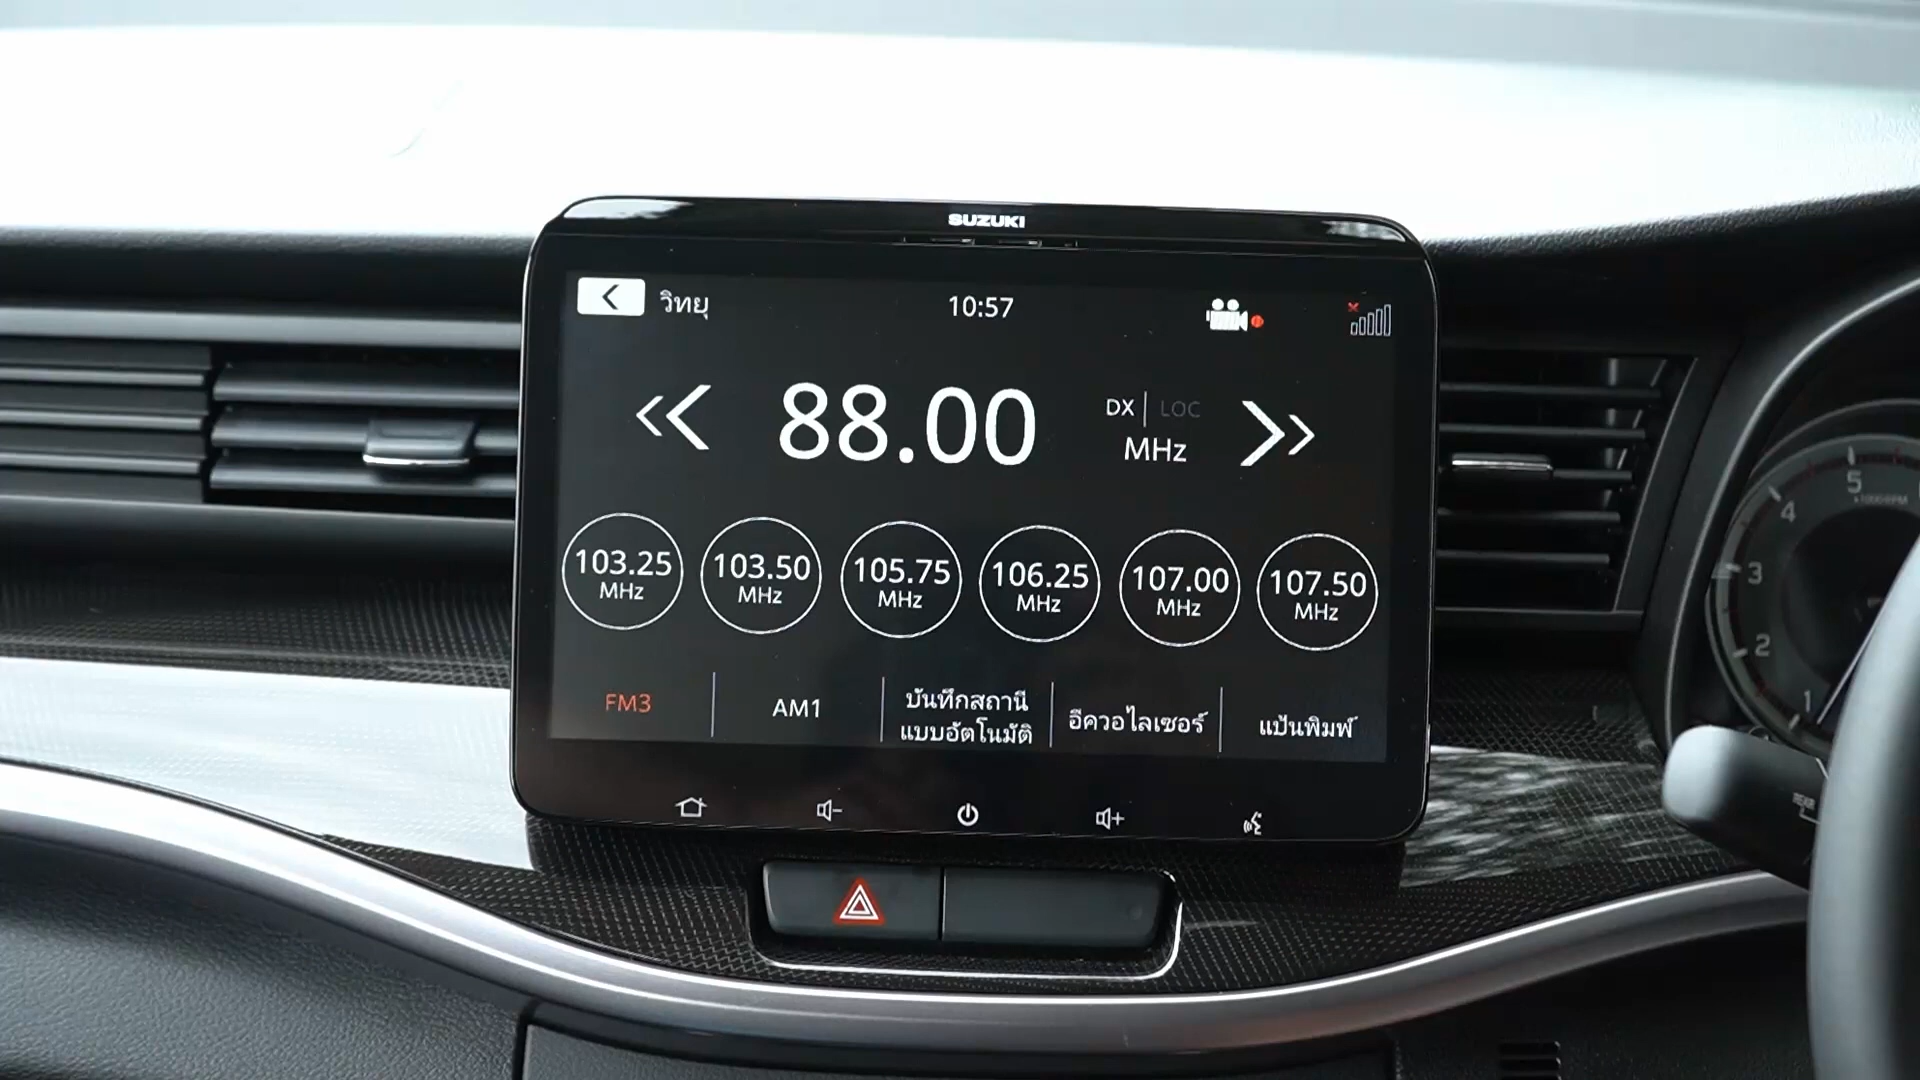 SUZUKI
วิทยุ
10:57
88.00
DX | LOC
MHz
103.25
MHz
103.50
MHz
105.75
MHz
106.25
MHz
107.00
MHz
107.50
MHz
FM3
AM1
บันทึกสถานี
แบบอัตโนมัติ
อีควอไลเซอร์
แป้นพิมพ์
5
4
3
2
1
REAR